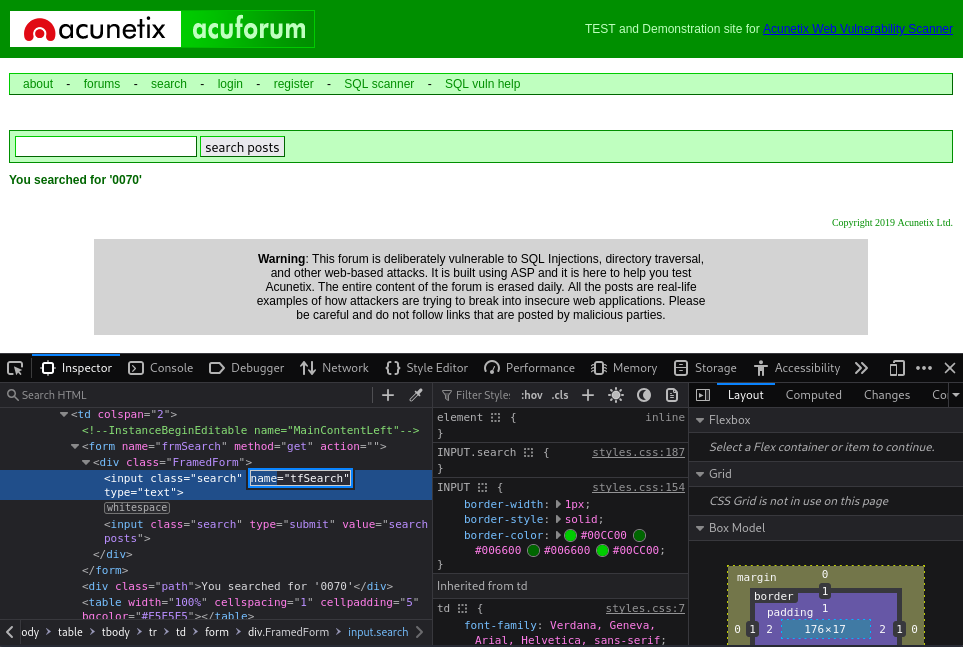 acunetix acuforum
TEST and Demonstration site for Acunetix Web Vulnerability Scanner
about - forums - search - login - register - SQL scanner - SQL vuln help
search posts
You searched for '0070'
Copyright 2019 Acunetix Ltd.
Warning: This forum is deliberately vulnerable to SQL Injections, directory traversal,
and other web-based attacks. It is built using ASP and it is here to help you test
Acunetix. The entire content of the forum is erased daily. All the posts are real-life
examples of how attackers are trying to break into insecure web applications. Please
be careful and do not follow links that are posted by malicious parties.
Inspector Console Debugger Network Style Editor Performance Memory Storage Accessibility
Search HTML
<td colspan="2">
<!--InstanceBeginEditable name="MainContentLeft"-->
<form name="frmSearch" method="get" action="">
<div class="FramedForm">
<input class="search" name="tfSearch"
type="text">
whitespace
<input class="search" type="submit" value="search
posts">
</div>
</form>
<div class="path">You searched for '0070'</div>
<table width="100%" cellspacing="1" cellpadding="5"
bgcolor="#E5E5E5"></table>
ody > table > tbody > tr > td > form > div.FramedForm > input.search
Filter Styles :hov .cls
element { inline
}
INPUT.search { styles.css:187
}
INPUT { styles.css:154
border-width: 1px;
border-style: solid;
border-color: #00CC00
#006600 #006600 #00CC00;
}
Inherited from td
td { styles.css:7
font-family: Verdana, Geneva,
Arial, Helvetica, sans-serif;
Layout Computed Changes Co
Flexbox
Select a Flex container or item to continue.
Grid
CSS Grid is not in use on this page
Box Model
margin 0
border 1
padding 1
0 1 2 176×17 2 1 0